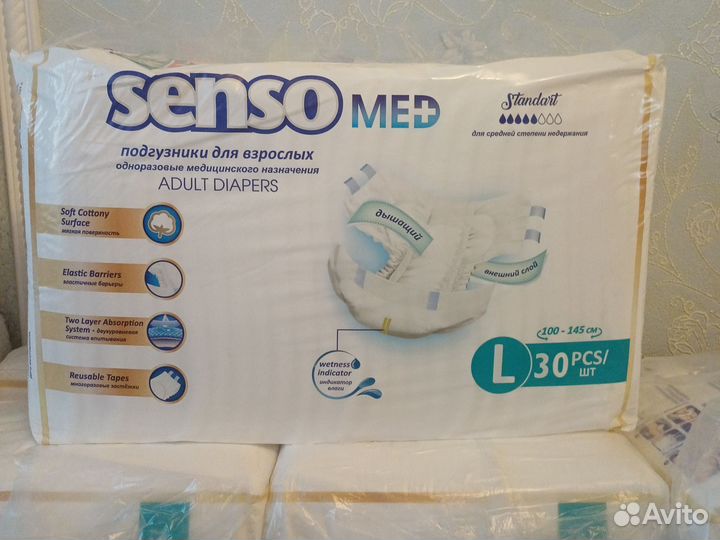 senso MED
Standart
для средней степени недержания
подгузники для взрослых
одноразовые медицинского назначения
ADULT DIAPERS
Soft Cottony
Surface
мягкая поверхность
Elastic Barriers
эластичные барьеры
Two Layer Absorption
System - двухуровневая
система впитывания
Reusable Tapes
многоразовые застёжки
дышащий
внешний слой
wetness
indicator
индикатор
влаги
100 - 145 см
L 30 PCS/
ШТ
Avito